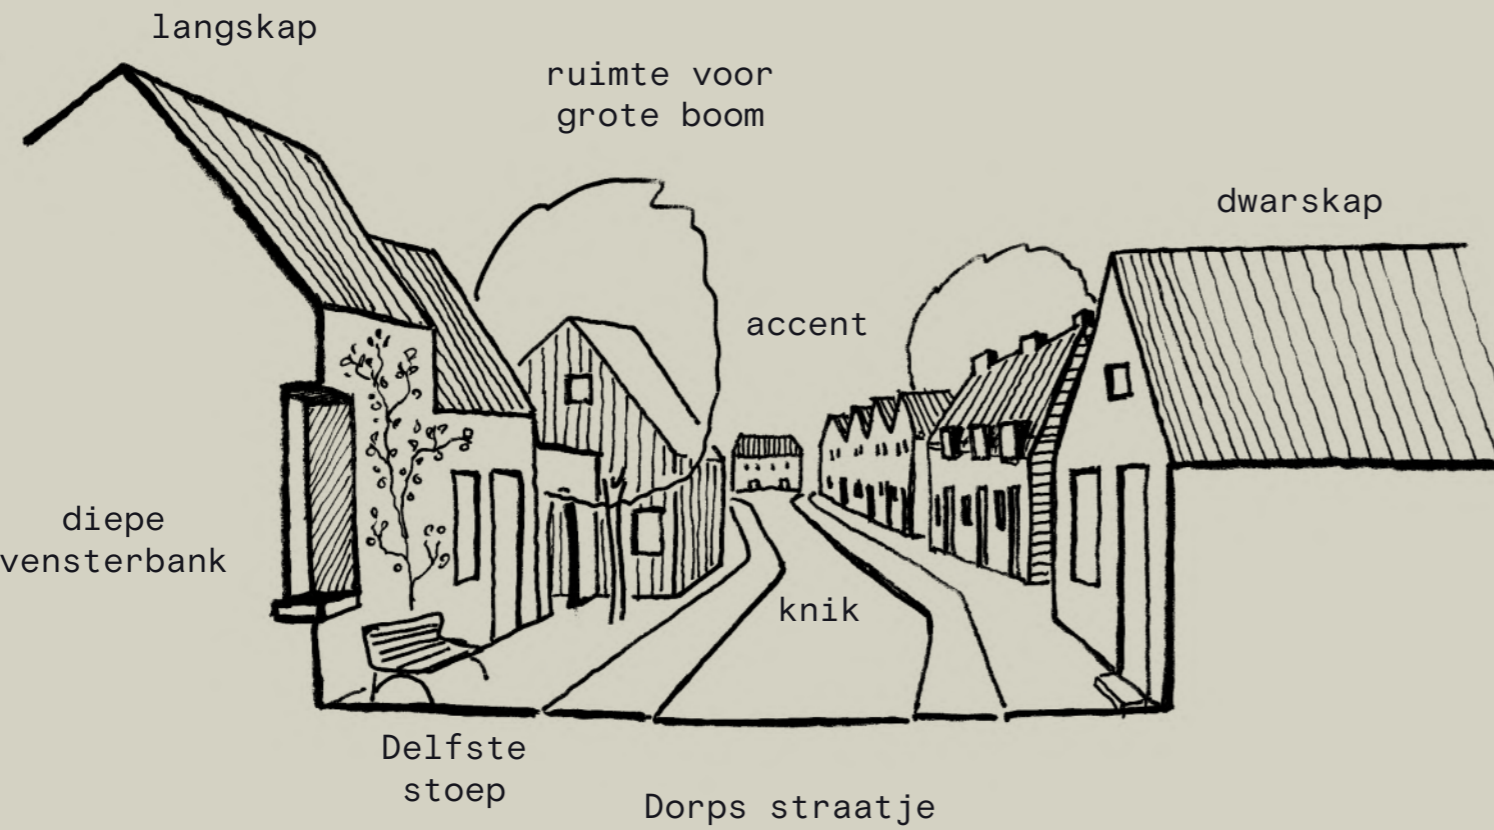 langskap
ruimte voor
grote boom
dwarskap
accent
diepe
vensterbank
knik
Delfste
stoep
Dorps straatje